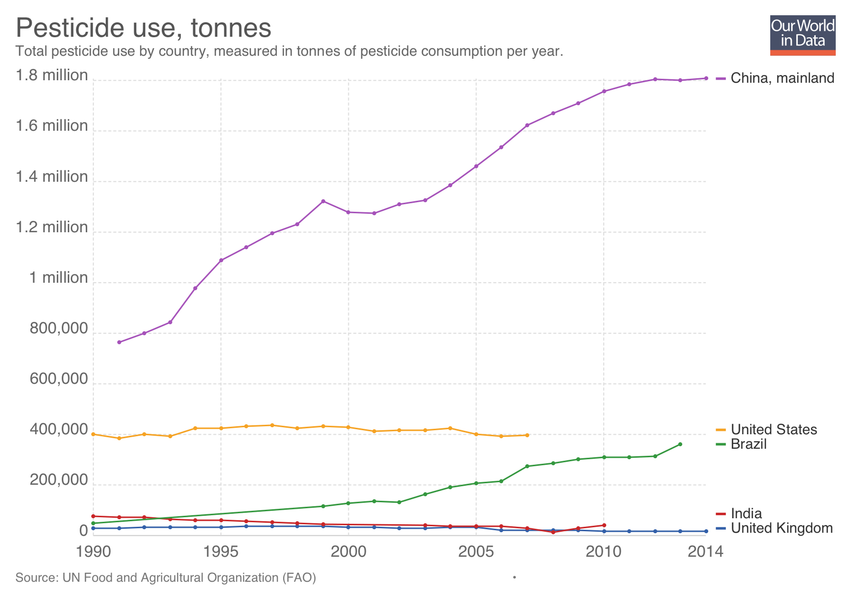 Pesticide use, tonnes
Total pesticide use by country, measured in tonnes of pesticide consumption per year.
Our World
in Data
1.8 million
1.6 million
1.4 million
1.2 million
1 million
800,000
600,000
400,000
200,000
0
1990
1995
2000
2005
2010
2014
China, mainland
United States
Brazil
India
United Kingdom
Source: UN Food and Agricultural Organization (FAO)